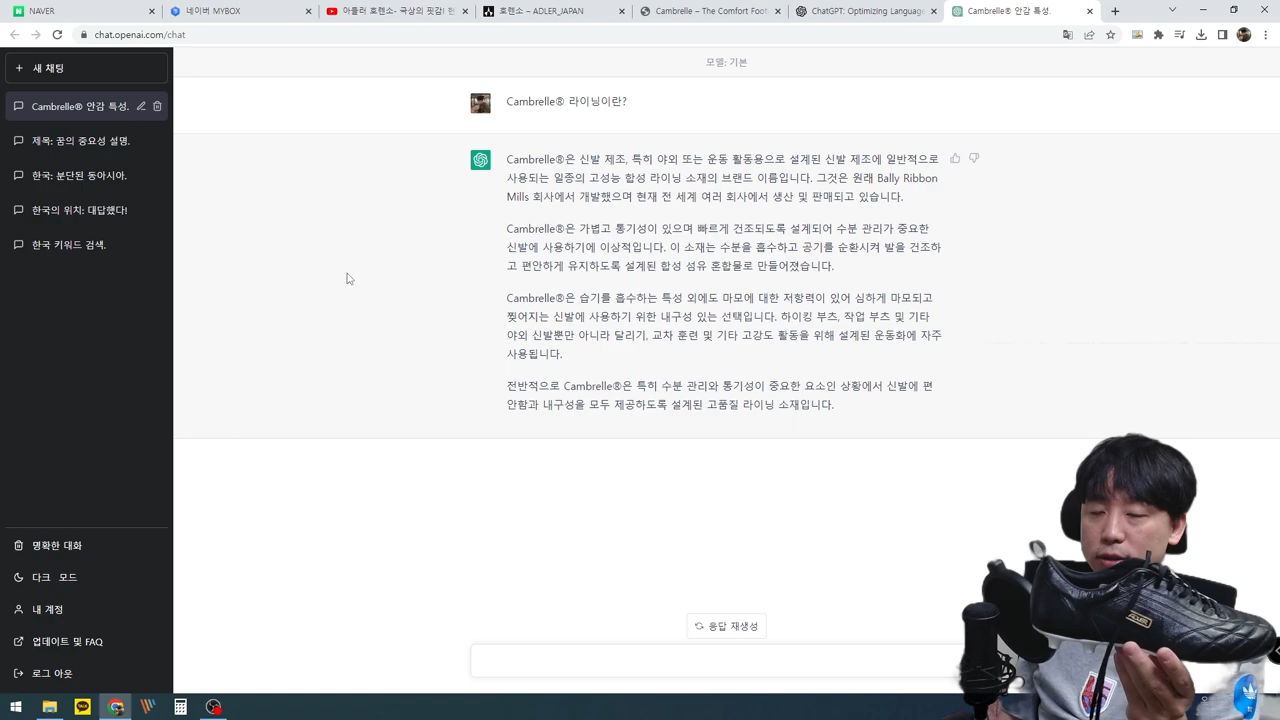 NAVER
네이버 MYBOX
아들러 호렌소- 극상의 핏감! 한
호렌소 – ADLER_JAPAN
Cambrelle – The Comfort Foot
ChatGPT: Optimizing Language
Cambrelle® 안감 특성.
chat.openai.com/chat
새 채팅
모델: 기본
Cambrelle® 안감 특성.
Cambrelle® 라이닝이란?
제목: 꿈의 중요성 설명.
한국: 분단된 동아시아.
한국의 위치: 대답했다!
한국 키워드 검색.
Cambrelle®은 신발 제조, 특히 야외 또는 운동 활동용으로 설계된 신발 제조에 일반적으로
사용되는 일종의 고성능 합성 라이닝 소재의 브랜드 이름입니다. 그것은 원래 Bally Ribbon
Mills 회사에서 개발했으며 현재 전 세계 여러 회사에서 생산 및 판매되고 있습니다.
Cambrelle®은 가볍고 통기성이 있으며 빠르게 건조되도록 설계되어 수분 관리가 중요한
신발에 사용하기에 이상적입니다. 이 소재는 수분을 흡수하고 공기를 순환시켜 발을 건조하
고 편안하게 유지하도록 설계된 합성 섬유 혼합물로 만들어졌습니다.
Cambrelle®은 습기를 흡수하는 특성 외에도 마모에 대한 저항력이 있어 심하게 마모되고
찢어지는 신발에 사용하기 위한 내구성 있는 선택입니다. 하이킹 부츠, 작업 부츠 및 기타
야외 신발뿐만 아니라 달리기, 교차 훈련 및 기타 고강도 활동을 위해 설계된 운동화에 자주
사용됩니다.
전반적으로 Cambrelle®은 특히 수분 관리와 통기성이 중요한 요소인 상황에서 신발에 편
안함과 내구성을 모두 제공하도록 설계된 고품질 라이닝 소재입니다.
명확한 대화
다크 모드
내 계정
업데이트 및 FAQ
로그 아웃
응답 재생성
TALK